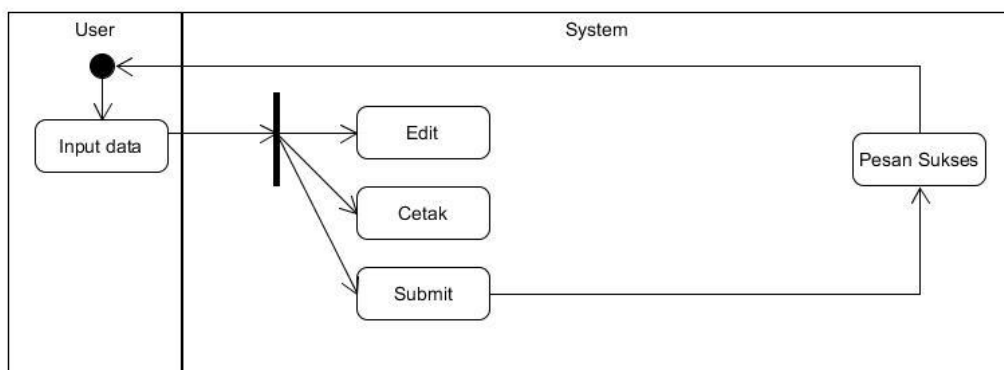 User
System
Input data
Edit
Pesan Sukses
Cetak
Submit